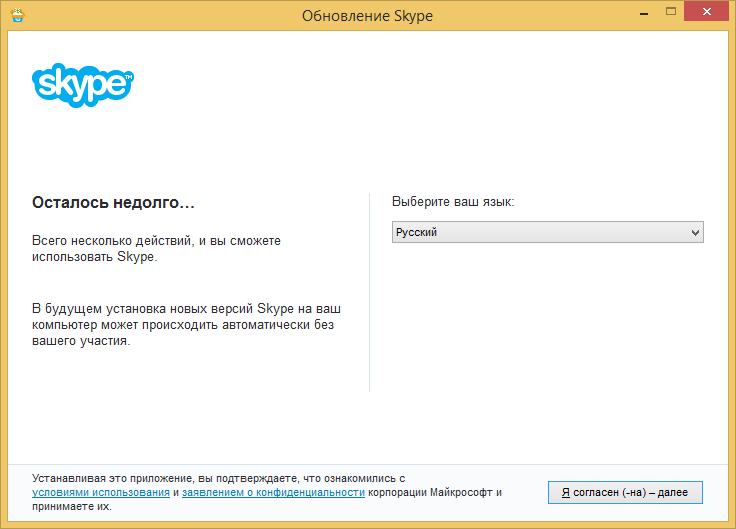 Обновление Skype
skype™
Осталось недолго…
Всего несколько действий, и вы сможете
использовать Skype.
В будущем установка новых версий Skype на ваш
компьютер может происходить автоматически без
вашего участия.
Выберите ваш язык:
Русский
Устанавливая это приложение, вы подтверждаете, что ознакомились с
условиями использования и заявлением о конфиденциальности корпорации Майкрософт и
принимаете их.
Я согласен (-на) – далее